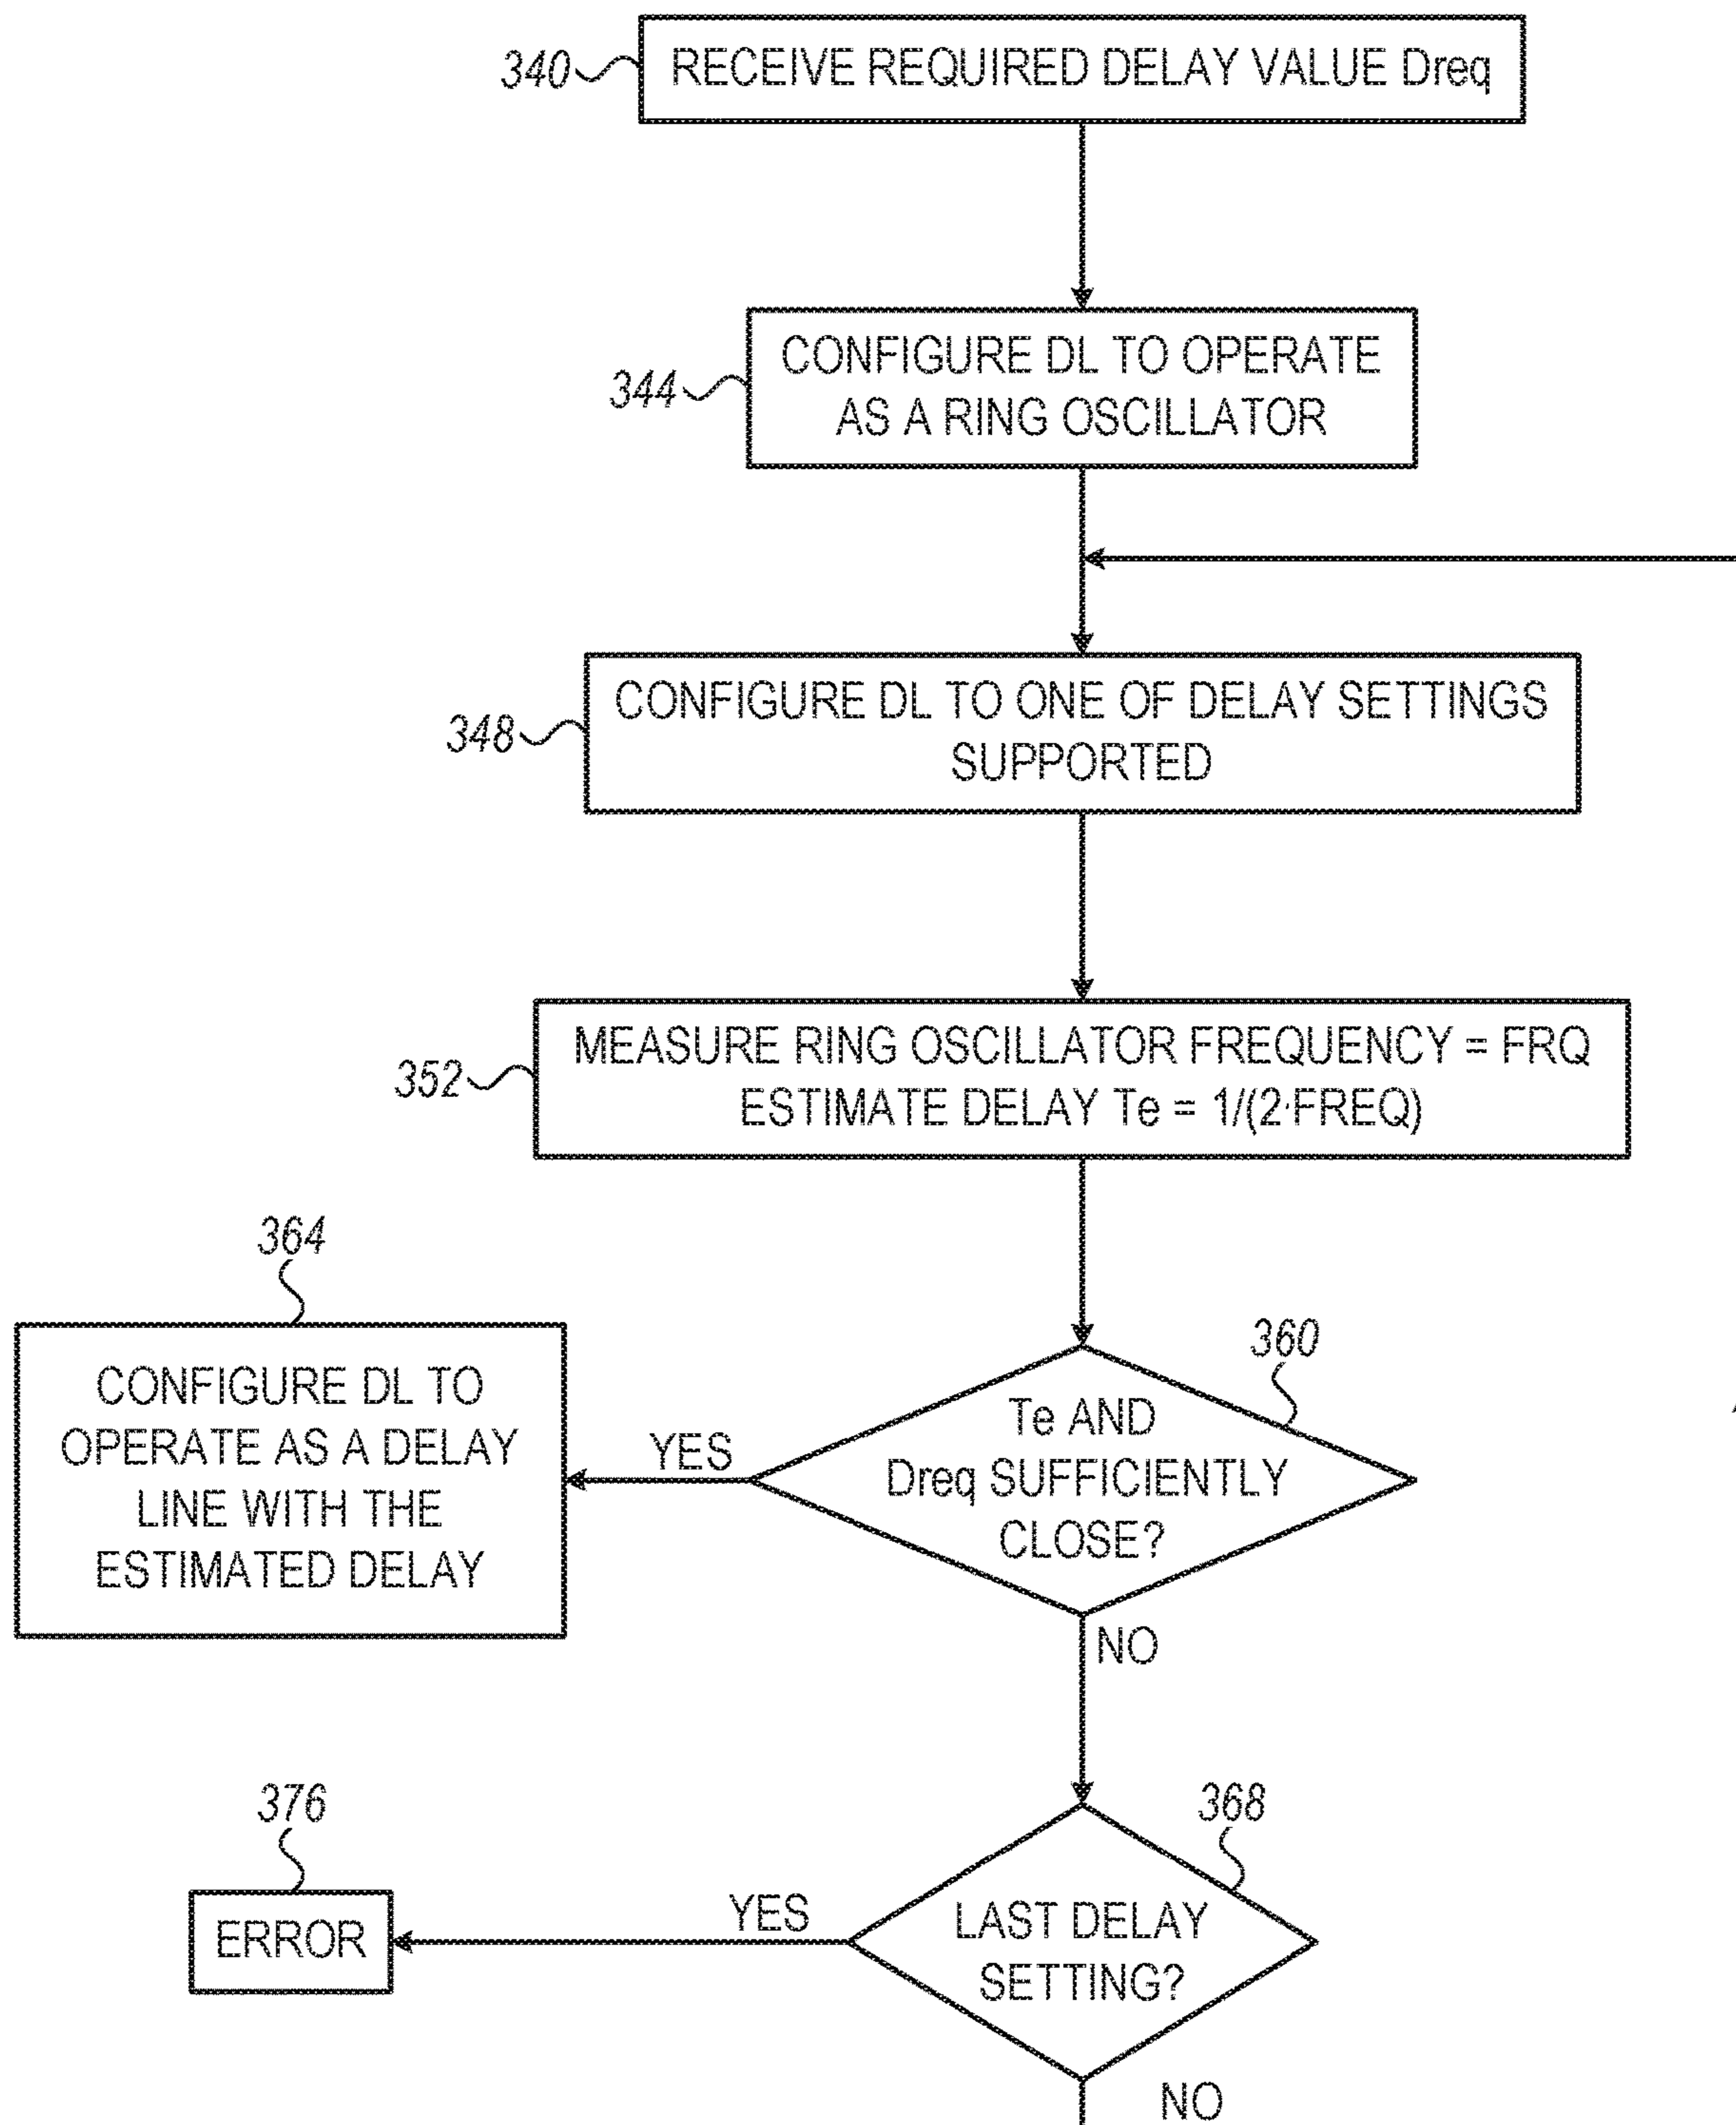 340
RECEIVE REQUIRED DELAY VALUE Dreq
344
CONFIGURE DL TO OPERATE
AS A RING OSCILLATOR
348
CONFIGURE DL TO ONE OF DELAY SETTINGS
SUPPORTED
352
MEASURE RING OSCILLATOR FREQUENCY = FRQ
ESTIMATE DELAY Te = 1/(2·FREQ)
364
CONFIGURE DL TO
OPERATE AS A DELAY
LINE WITH THE
ESTIMATED DELAY
YES
360
Te AND
Dreq SUFFICIENTLY
CLOSE?
NO
376
ERROR
YES
368
LAST DELAY
SETTING?
NO